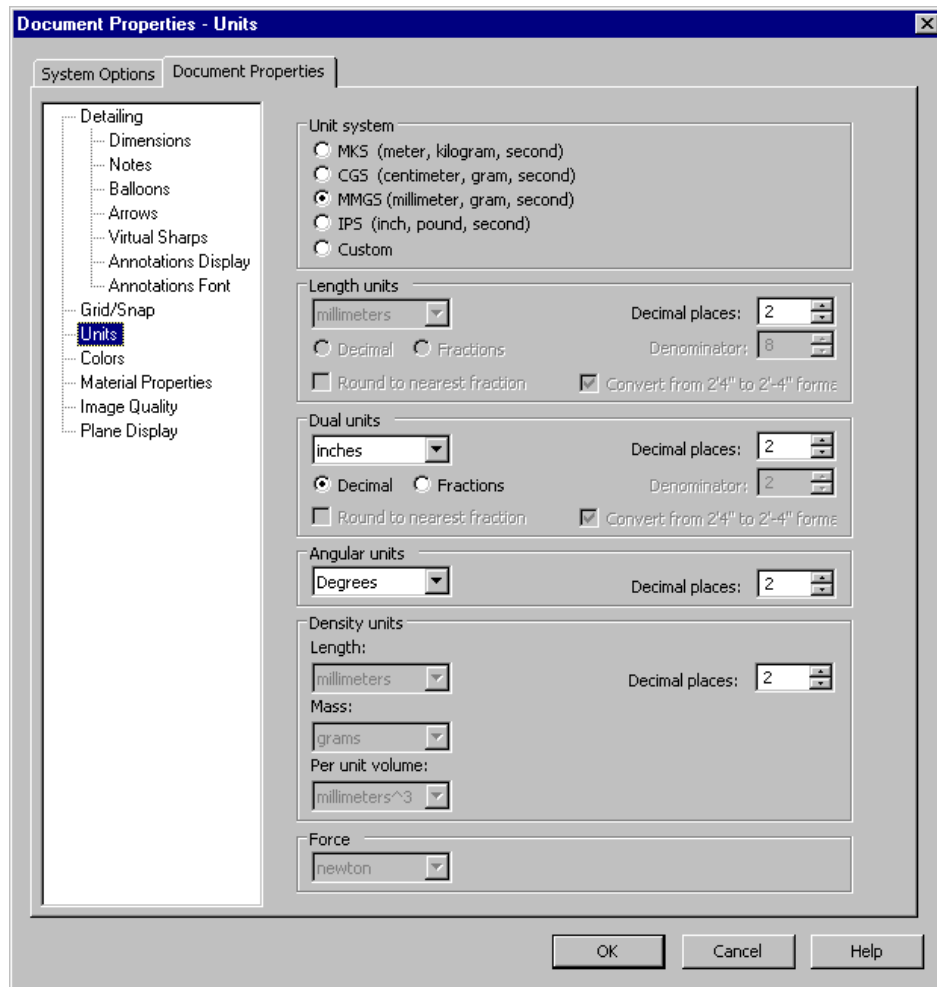 Document Properties - Units
System Options Document Properties
Detailing
Dimensions
Notes
Balloons
Arrows
Virtual Sharps
Annotations Display
Annotations Font
Grid/Snap
Units
Colors
Material Properties
Image Quality
Plane Display
Unit system
MKS (meter, kilogram, second)
CGS (centimeter, gram, second)
MMGS (millimeter, gram, second)
IPS (inch, pound, second)
Custom
Length units
millimeters Decimal places: 2
Decimal Fractions Denominator: 8
Round to nearest fraction Convert from 2'4" to 2'-4" forma
Dual units
inches Decimal places: 2
Decimal Fractions Denominator: 2
Round to nearest fraction Convert from 2'4" to 2'-4" forma
Angular units
Degrees Decimal places: 2
Density units
Length:
millimeters Decimal places: 2
Mass:
grams
Per unit volume:
millimeters^3
Force
newton
OK Cancel Help